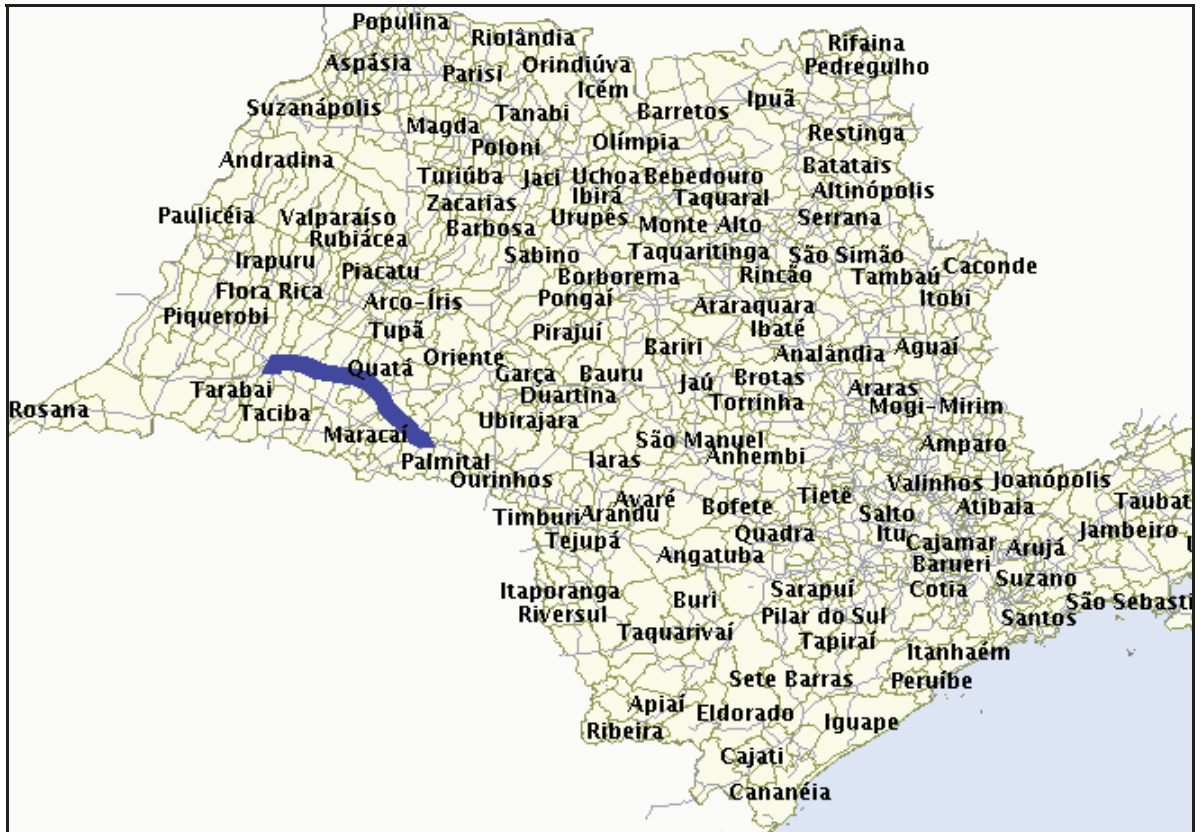 Populina
Riolândia
Rifaina
Aspásia
Parisi
Orindiúva
Pedregulho
Icém
Suzanápolis
Tanabi
Barretos
Ipuã
Magda
Poloni
Olímpia
Restinga
Andradina
Turiúba
Jaci
Uchoa
Bebedouro
Batatais
Ibirá
Taquaral
Altinópolis
Paulicéia
Valparaíso
Zacarias
Urupês
Monte Alto
Serrana
Rubiácea
Barbosa
Irapuru
Piacatu
Sabino
Taquaritinga
São Simão
Borborema
Rincão
Tambaú
Caconde
Flora Rica
Arco-Íris
Pongaí
Araraquara
Itobi
Piquerobi
Tupã
Pirajuí
Ibaté
Bariri
Analândia
Aguaí
Quatá
Oriente
Garça
Bauru
Jaú
Brotas
Tarabai
Duartina
Torrinha
Araras
Rosana
Taciba
Ubirajara
Mogi-Mirim
Maracaí
São Manuel
Anhembi
Amparo
Palmital
Iaras
Ourinhos
Valinhos
Joanópolis
Timburi
Arandu
Avaré
Bofete
Tietê
Salto
Atibaia
Taubat
Tejupá
Quadra
Itu
Cajamar
Arujá
Jambeiro
Angatuba
Barueri
Itaporanga
Buri
Sarapuí
Cotia
Suzano
São Sebasti
Riversul
Pilar do Sul
Santos
Taquarivaí
Tapiraí
Itanhaém
Sete Barras
Peruíbe
Apiaí
Eldorado
Iguape
Ribeira
Cajati
Cananéia